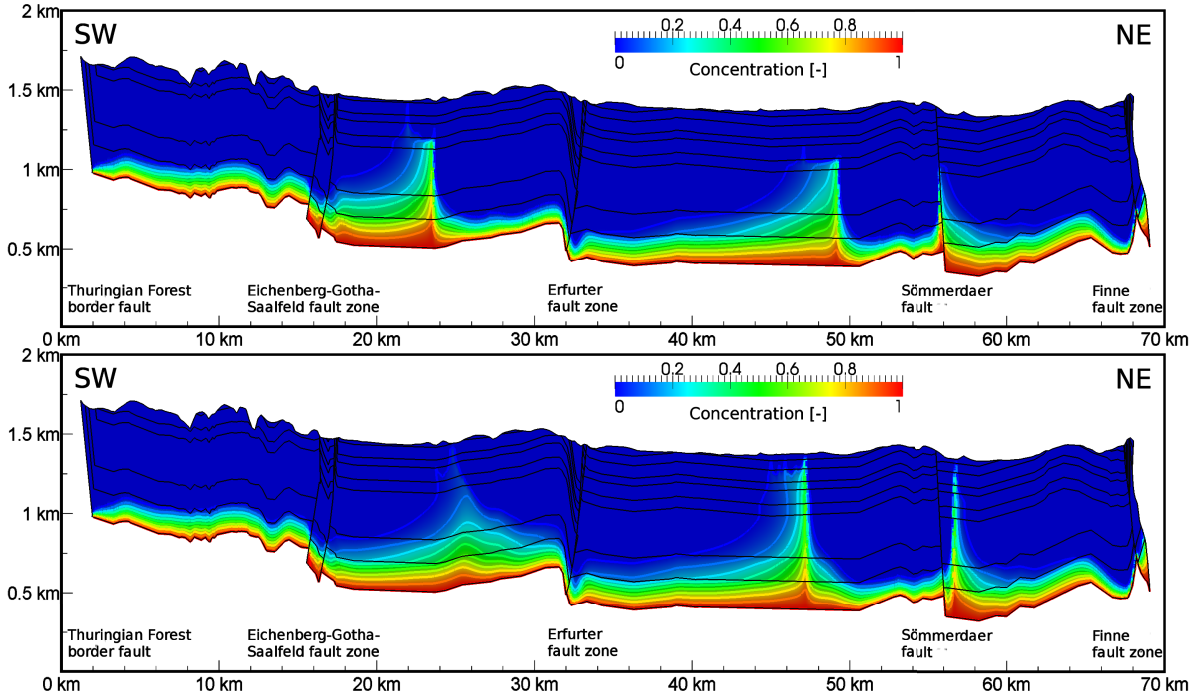 2 km
SW
NE
0.2 0.4 0.6 0.8
0 1
Concentration [-]
1.5 km
1 km
0.5 km
Thuringian Forest
border fault
Eichenberg-Gotha-
Saalfeld fault zone
Erfurter
fault zone
Sömmerdaer
fault
Finne
fault zone
0 km 10 km 20 km 30 km 40 km 50 km 60 km 70 km
2 km
SW
NE
0.2 0.4 0.6 0.8
0 1
Concentration [-]
1.5 km
1 km
0.5 km
Thuringian Forest
border fault
Eichenberg-Gotha-
Saalfeld fault zone
Erfurter
fault zone
Sömmerdaer
fault
Finne
fault zone
0 km 10 km 20 km 30 km 40 km 50 km 60 km 70 km